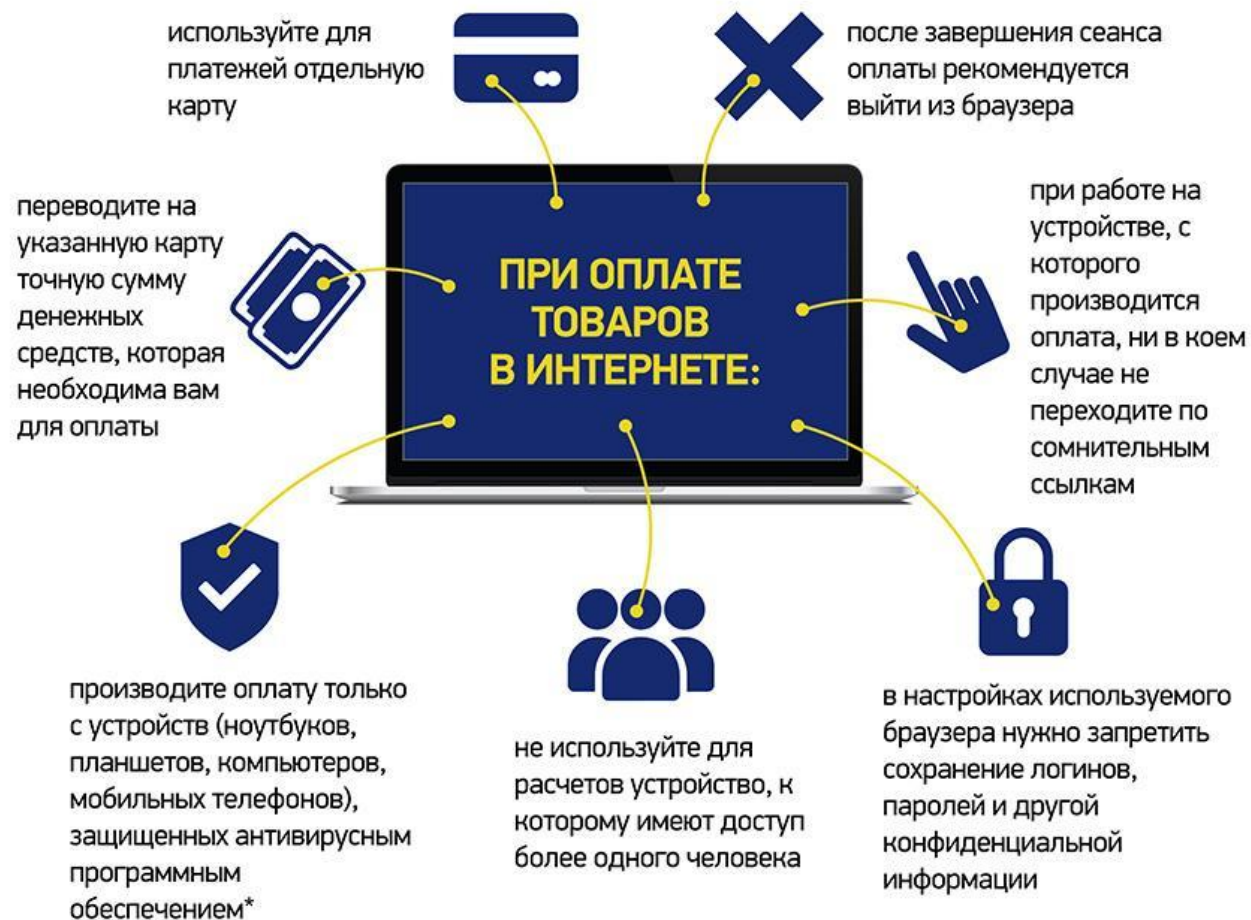 используйте для
платежей отдельную
карту
после завершения сеанса
оплаты рекомендуется
выйти из браузера
переводите на
указанную карту
точную сумму
денежных
средств, которая
необходима вам
для оплаты
ПРИ ОПЛАТЕ
ТОВАРОВ
В ИНТЕРНЕТЕ:
при работе на
устройстве, с
которого
производится
оплата, ни в коем
случае не
переходите по
сомнительным
ссылкам
производите оплату только
с устройств (ноутбуков,
планшетов, компьютеров,
мобильных телефонов),
защищенных антивирусным
программным
обеспечением*
не используйте для
расчетов устройство, к
которому имеют доступ
более одного человека
в настройках используемого
браузера нужно запретить
сохранение логинов,
паролей и другой
конфиденциальной
информации